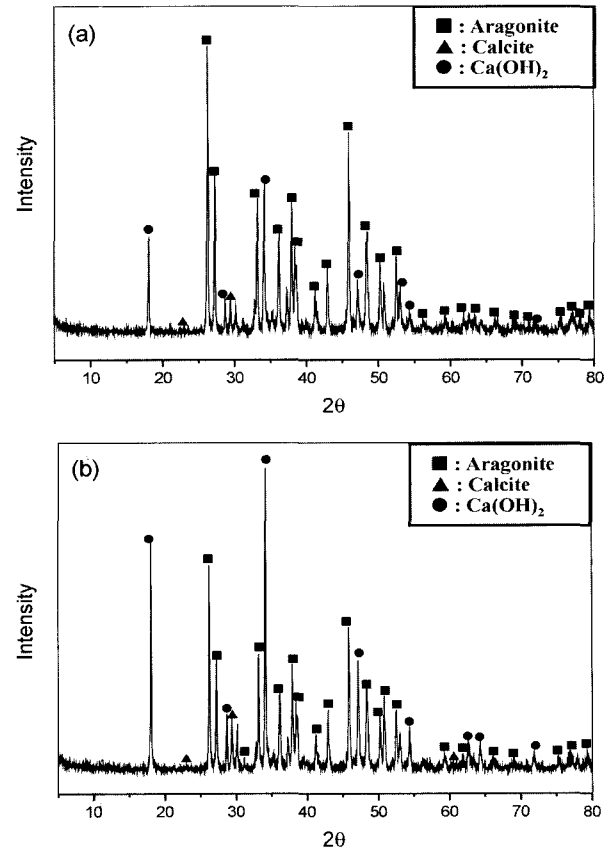 (a)
■ : Aragonite
▲ : Calcite
● : Ca(OH)₂
Intensity
10 20 30 40 50 60 70 80
2θ
(b)
■ : Aragonite
▲ : Calcite
● : Ca(OH)₂
Intensity
10 20 30 40 50 60 70 80
2θ